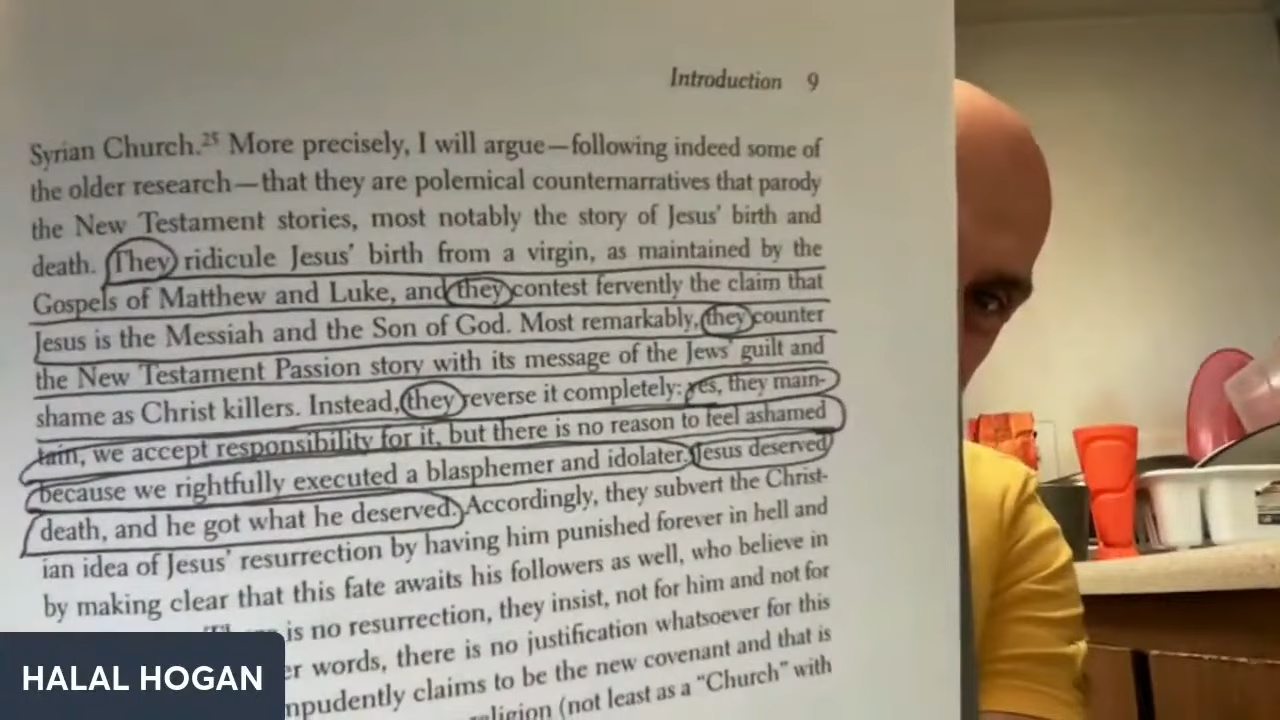 Introduction 9
Syrian Church.25 More precisely, I will argue—following indeed some of
the older research—that they are polemical counternarratives that parody
the New Testament stories, most notably the story of Jesus' birth and
death. They ridicule Jesus' birth from a virgin, as maintained by the
Gospels of Matthew and Luke, and they contest fervently the claim that
Jesus is the Messiah and the Son of God. Most remarkably, they counter
the New Testament Passion story with its message of the Jews' guilt and
shame as Christ killers. Instead, they reverse it completely: yes, they main-
tain, we accept responsibility for it, but there is no reason to feel ashamed
because we rightfully executed a blasphemer and idolater. Jesus deserved
death, and he got what he deserved. Accordingly, they subvert the Christ-
ian idea of Jesus' resurrection by having him punished forever in hell and
by making clear that this fate awaits his followers as well, who believe in
is no resurrection, they insist, not for him and not for
words, there is no justification whatsoever for this
claims to be the new covenant and that is
(not least as a "Church" with
HALAL HOGAN